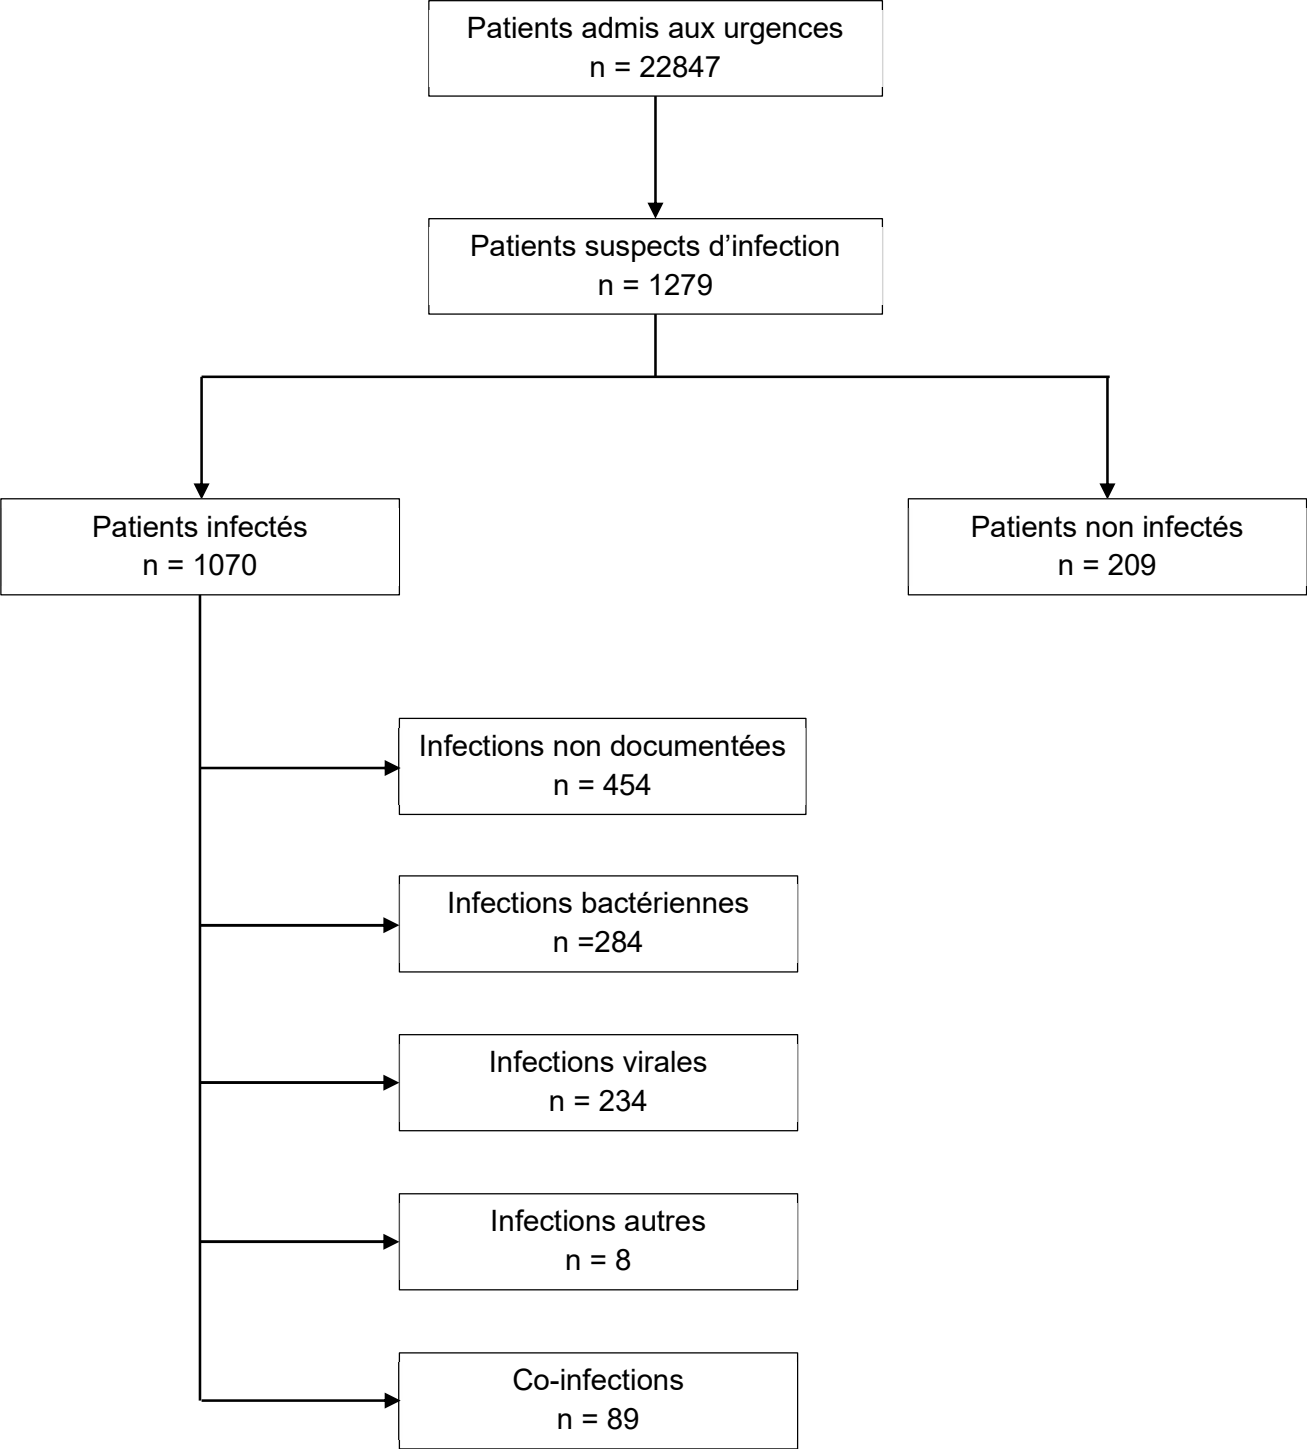 Patients admis aux urgences
n = 22847
Patients suspects d’infection
n = 1279
Patients infectés
n = 1070
Patients non infectés
n = 209
Infections non documentées
n = 454
Infections bactériennes
n =284
Infections virales
n = 234
Infections autres
n = 8
Co-infections
n = 89